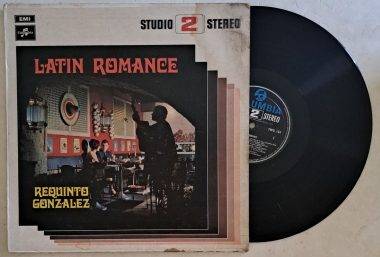 EMI
STUDIO 2 STEREO
LATIN ROMANCE
REQUINTO
GONZALEZ
COLUMBIA
2 STEREO